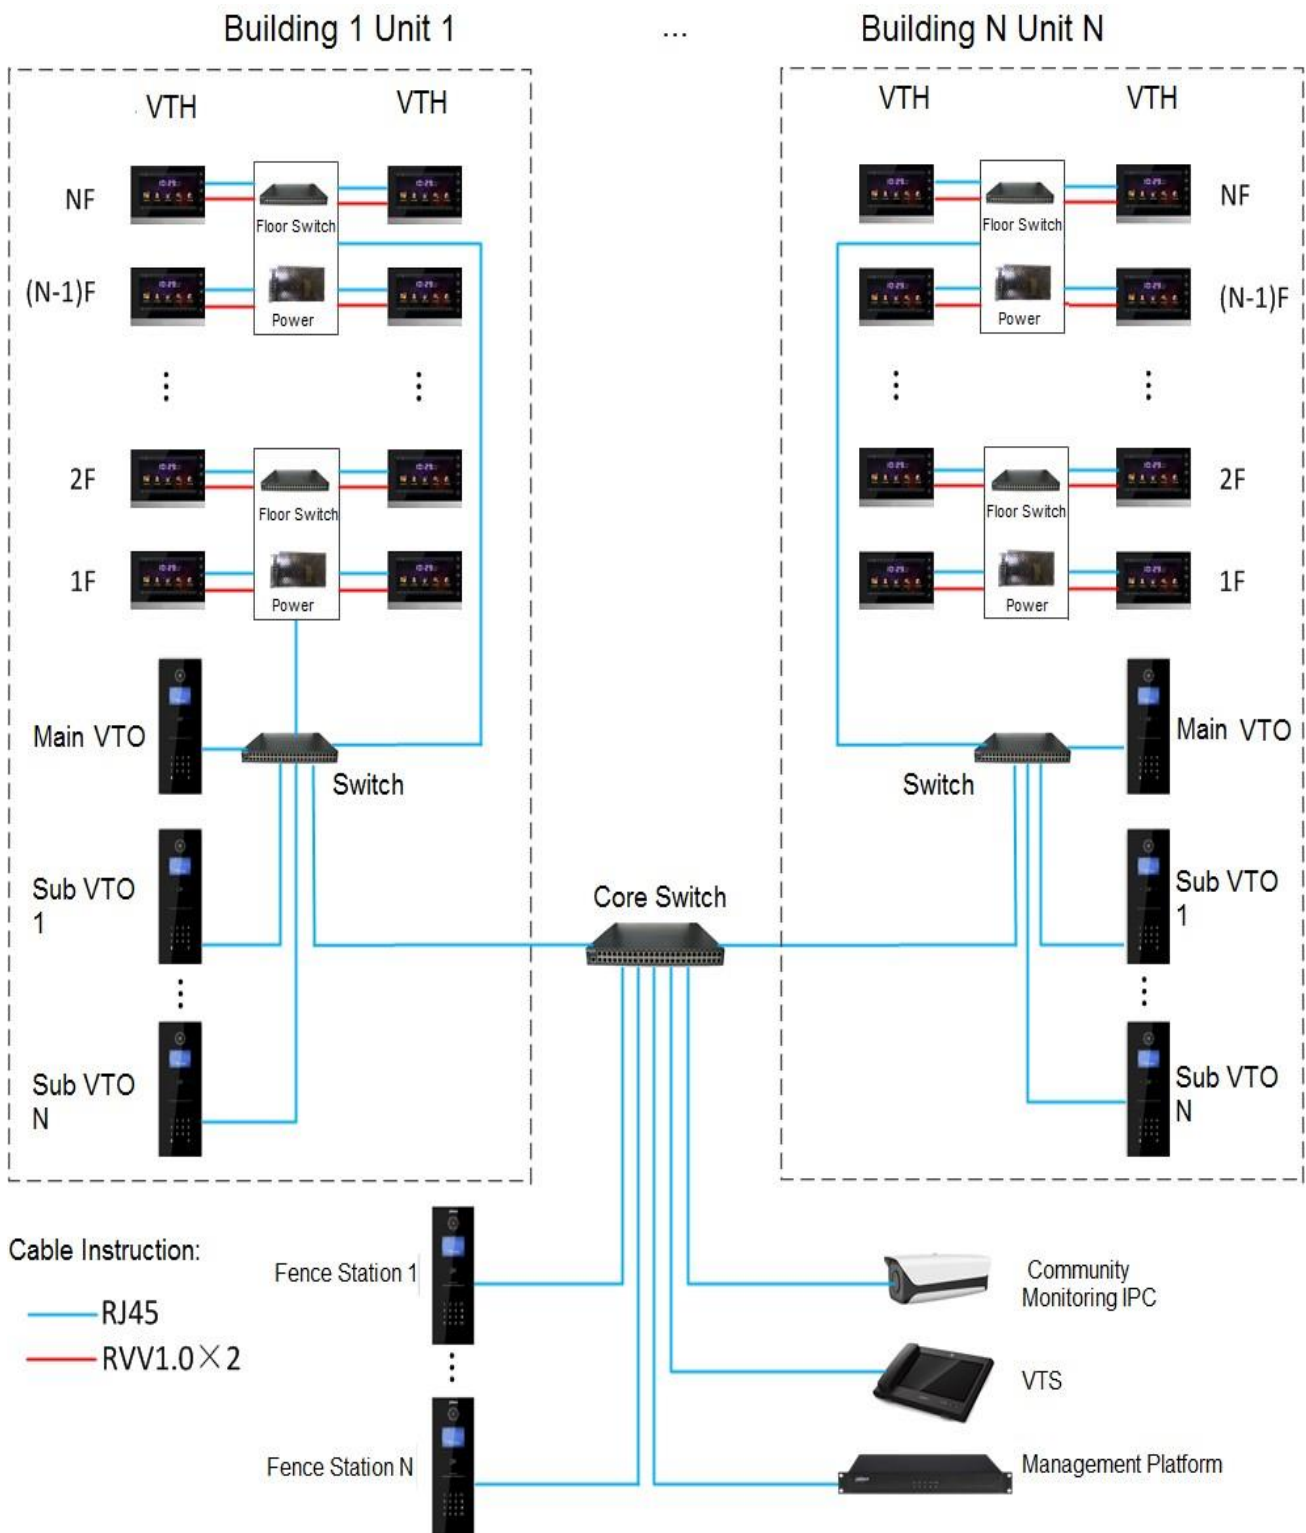 Building 1 Unit 1
...
Building N Unit N
VTH
VTH
VTH
VTH
NF
Floor Switch
Floor Switch
NF
(N-1)F
Power
Power
(N-1)F
2F
Floor Switch
Floor Switch
2F
1F
Power
Power
1F
Main VTO
Switch
Switch
Main VTO
Sub VTO
1
Core Switch
Sub VTO
1
Sub VTO
N
Sub VTO
N
Cable Instruction:
RJ45
RVV1.0×2
Fence Station 1
Fence Station N
Community
Monitoring IPC
VTS
Management Platform